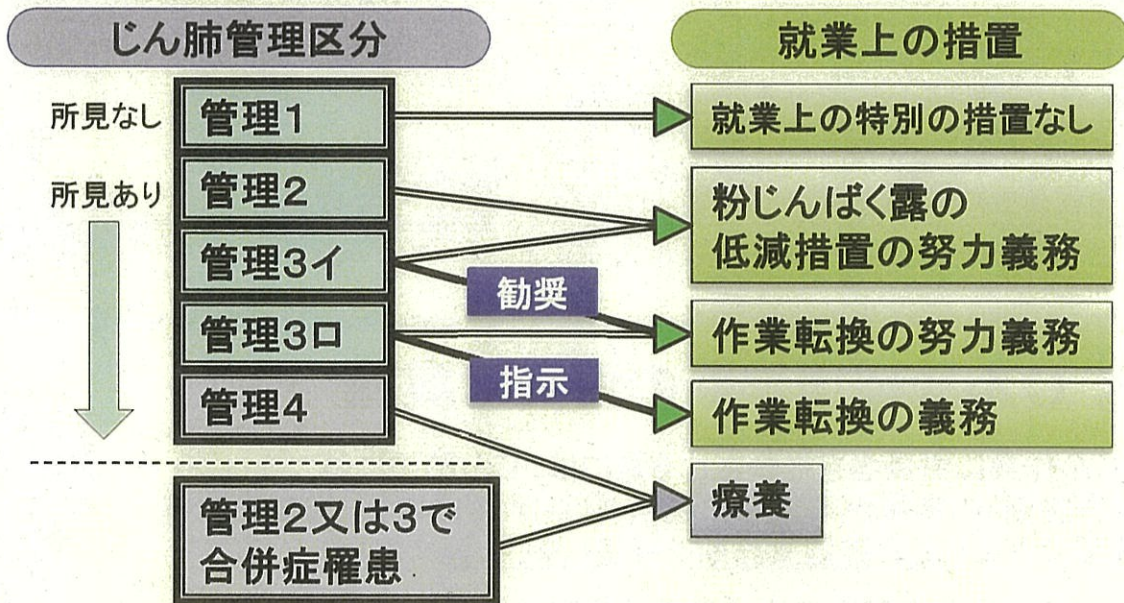 じん肺管理区分
就業上の措置
所見なし
管理1
就業上の特別の措置なし
所見あり
管理2
粉じんばく露の
低減措置の努力義務
管理3イ
勧奨
管理3ロ
作業転換の努力義務
指示
管理4
作業転換の義務
療養
管理2又は3で
合併症罹患